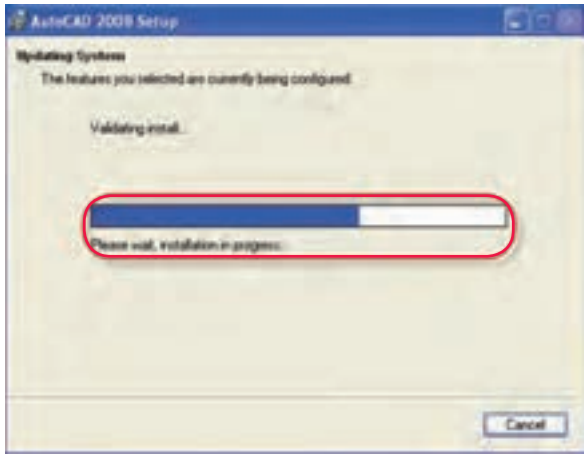 AutoCAD 2008 Setup
Updating System
The features you selected are currently being configured.
Validating install...
Please wait, installation in progress...
Cancel